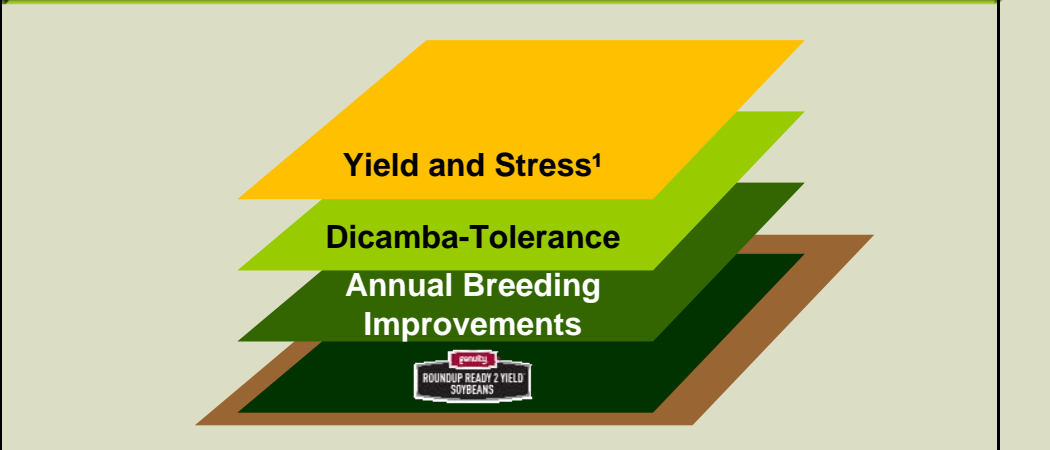 Yield and Stress¹
Dicamba-Tolerance
Annual Breeding
Improvements
genuity
ROUNDUP READY 2 YIELD
SOYBEANS